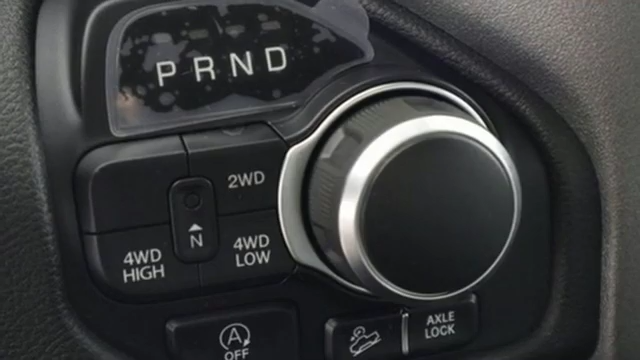 P R N D
2WD
N
4WD
HIGH
4WD
LOW
A
OFF
AXLE
LOCK